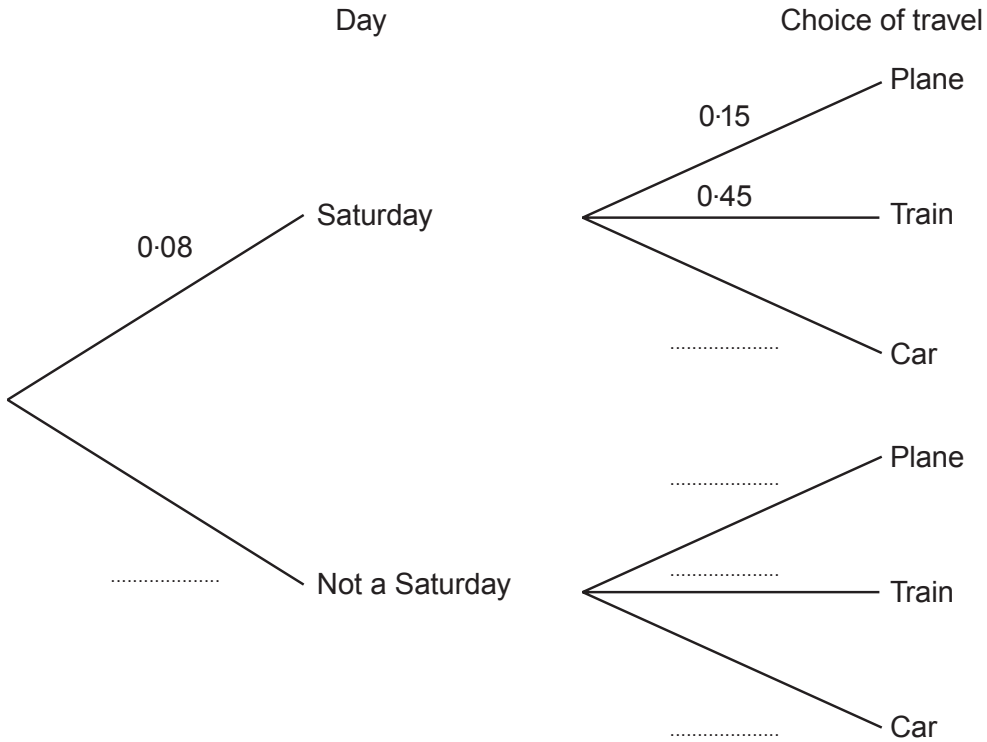 Day Choice of travel
Plane
0·15
0·45
Saturday Train
0·08
.................... Car
Plane
....................
....................
.................... Not a Saturday Train
.................... Car